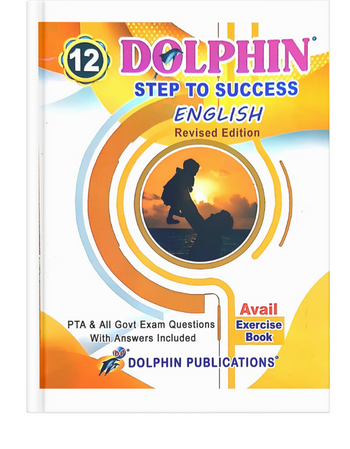 12 DOLPHIN®
STEP TO SUCCESS
ENGLISH
Revised Edition
Avail
Exercise
Book
PTA & All Govt Exam Questions
With Answers Included
DOLPHIN PUBLICATIONS®